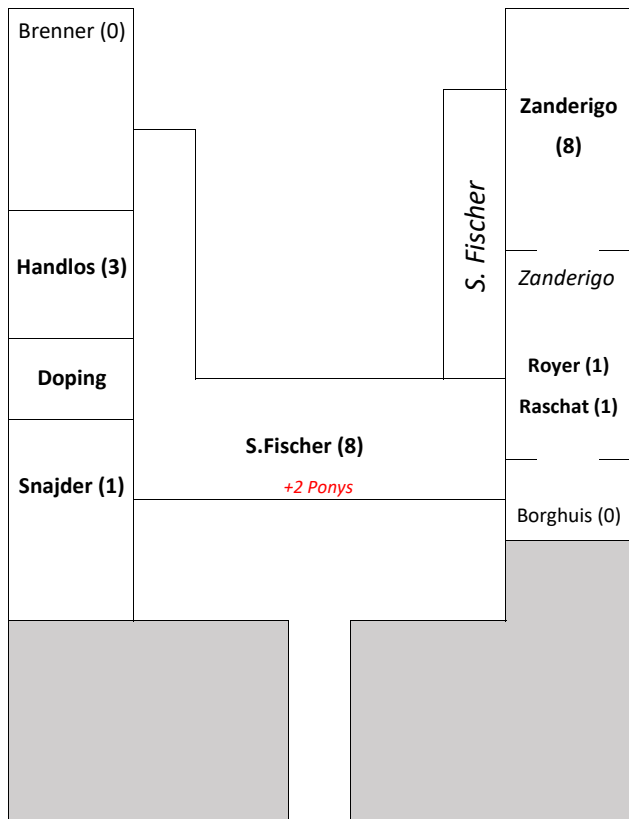 Brenner (0)
Handlos (3)
Doping
Snajder (1)
S.Fischer (8)
+2 Ponys
S. Fischer
Zanderigo
(8)
Zanderigo
Royer (1)
Raschat (1)
Borghuis (0)